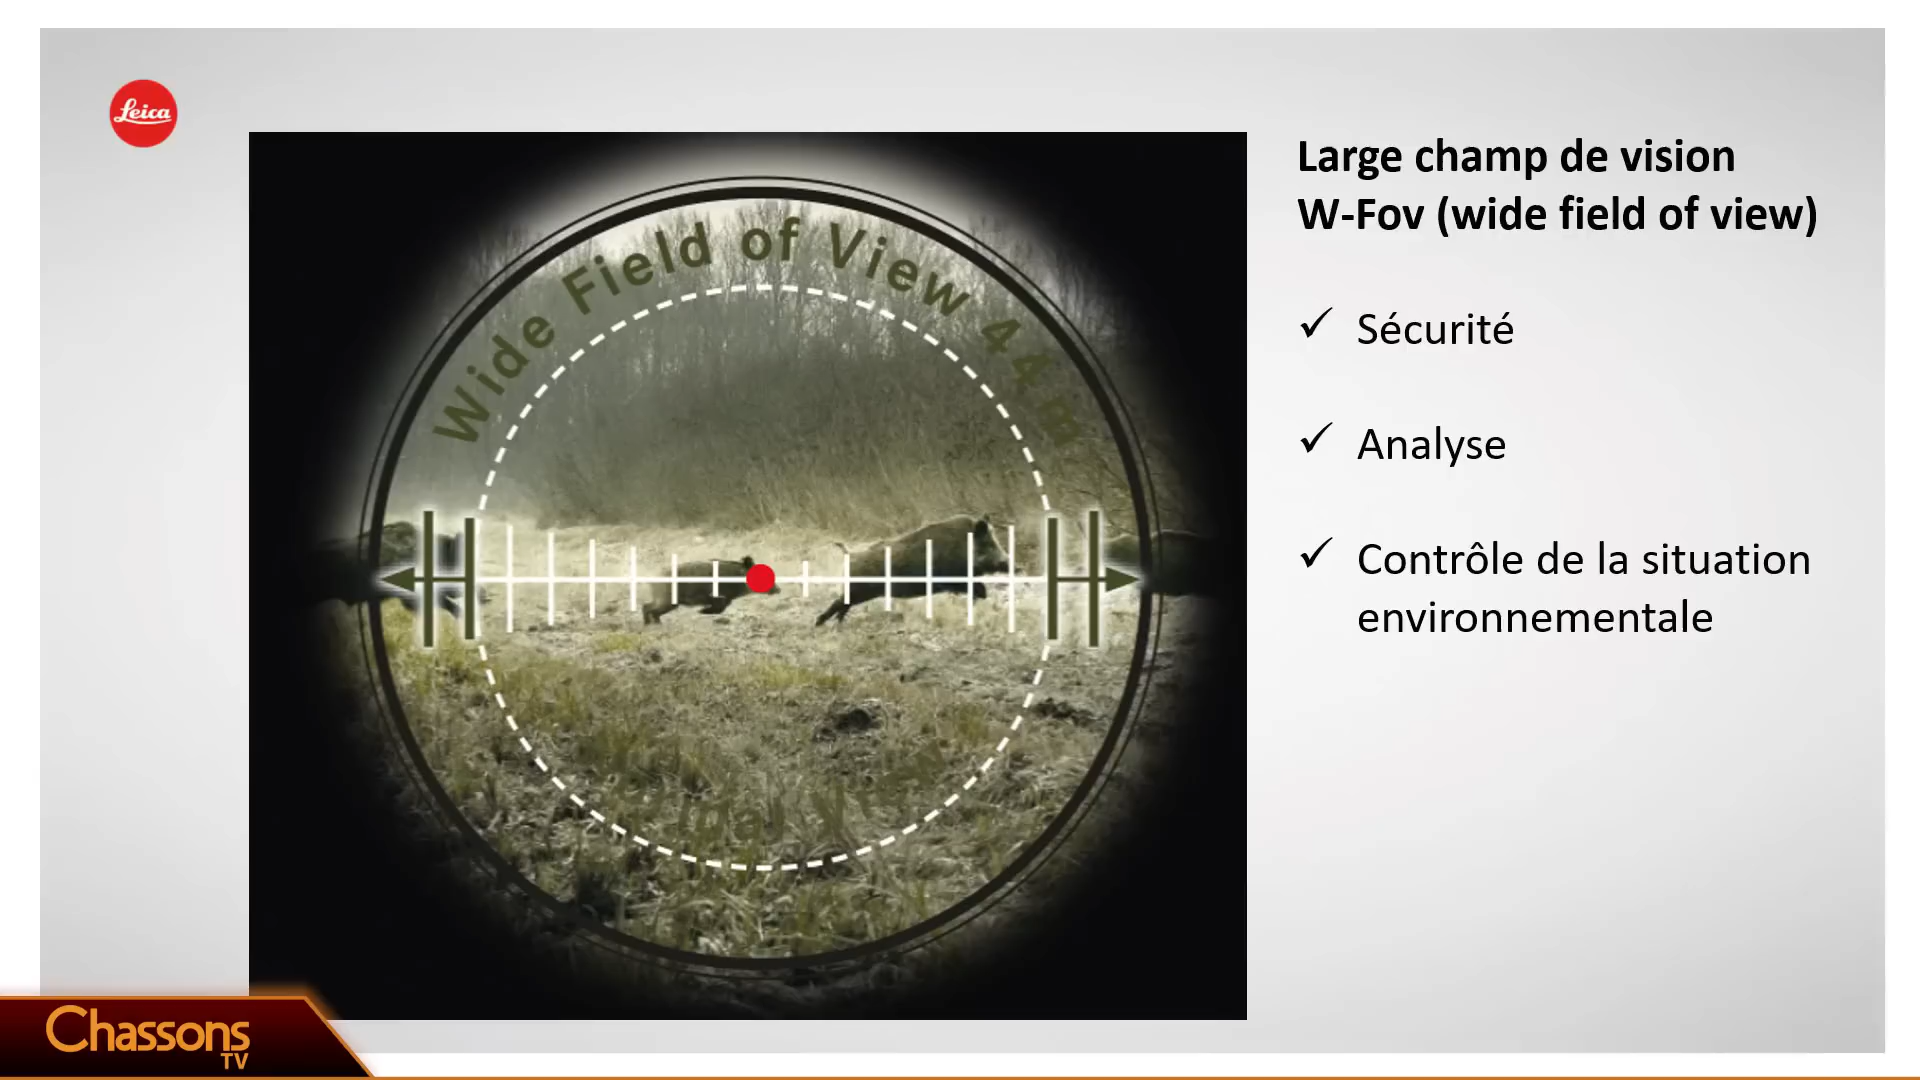 Leica
Large champ de vision
W-Fov (wide field of view)
Wide Field of View 44 m
✓ Sécurité
✓ Analyse
✓ Contrôle de la situation
environnementale
Chassons
TV